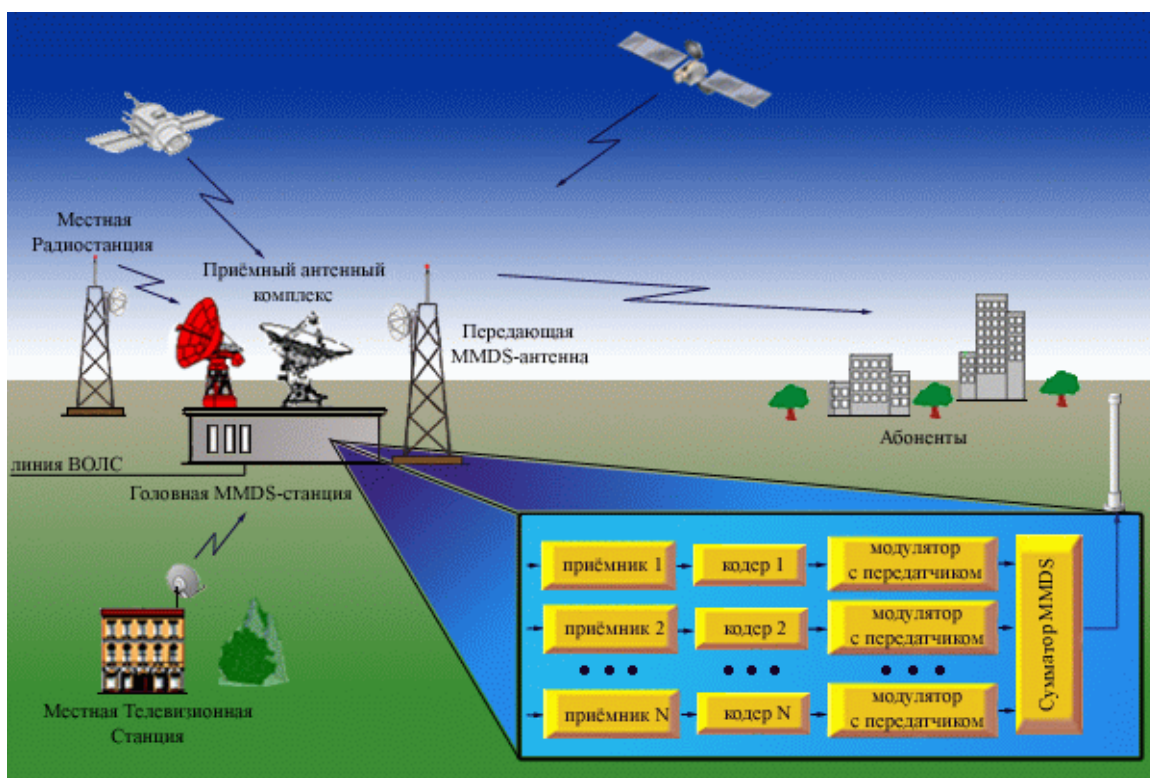 Местная
Радиостанция
Приёмный антенный
комплекс
Передающая
MMDS-антенна
Абоненты
линия ВОЛС
Головная MMDS-станция
Местная Телевизионная
Станция
приёмник 1
кодер 1
модулятор
с передатчиком
приёмник 2
кодер 2
модулятор
с передатчиком
приёмник N
кодер N
модулятор
с передатчиком
Сумматор MMDS